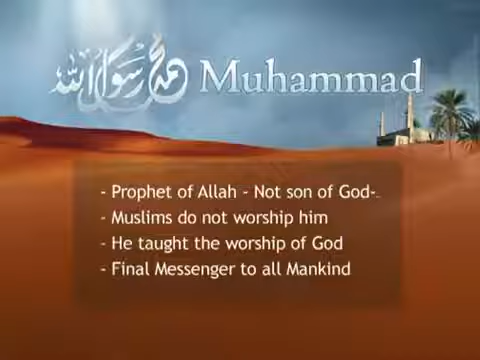 محمد رسول الله Muhammad
- Prophet of Allah - Not son of God-
- Muslims do not worship him
- He taught the worship of God
- Final Messenger to all Mankind